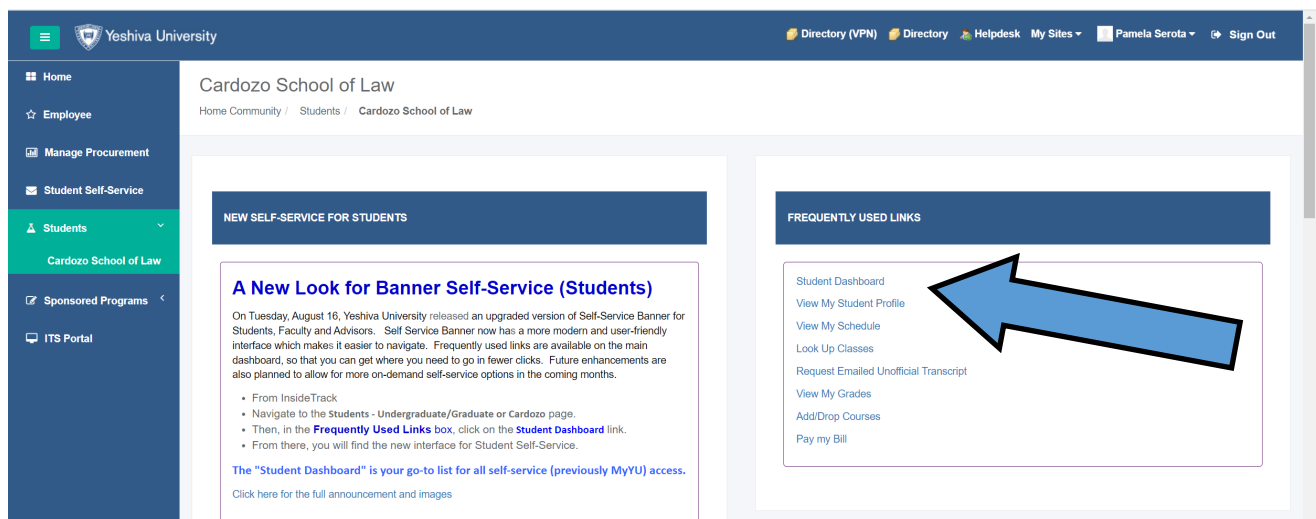 Yeshiva University
Directory (VPN) Directory Helpdesk My Sites Pamela Serota Sign Out
Home
Employee
Manage Procurement
Student Self-Service
Students
Cardozo School of Law
Sponsored Programs
ITS Portal
Cardozo School of Law
Home Community / Students / Cardozo School of Law
NEW SELF-SERVICE FOR STUDENTS
A New Look for Banner Self-Service (Students)
On Tuesday, August 16, Yeshiva University released an upgraded version of Self-Service Banner for
Students, Faculty and Advisors. Self Service Banner now has a more modern and user-friendly
interface which makes it easier to navigate. Frequently used links are available on the main
dashboard, so that you can get where you need to go in fewer clicks. Future enhancements are
also planned to allow for more on-demand self-service options in the coming months.
• From InsideTrack
• Navigate to the Students - Undergraduate/Graduate or Cardozo page.
• Then, in the Frequently Used Links box, click on the Student Dashboard link.
• From there, you will find the new interface for Student Self-Service.
The "Student Dashboard" is your go-to list for all self-service (previously MyYU) access.
Click here for the full announcement and images
FREQUENTLY USED LINKS
Student Dashboard
View My Student Profile
View My Schedule
Look Up Classes
Request Emailed Unofficial Transcript
View My Grades
Add/Drop Courses
Pay my Bill